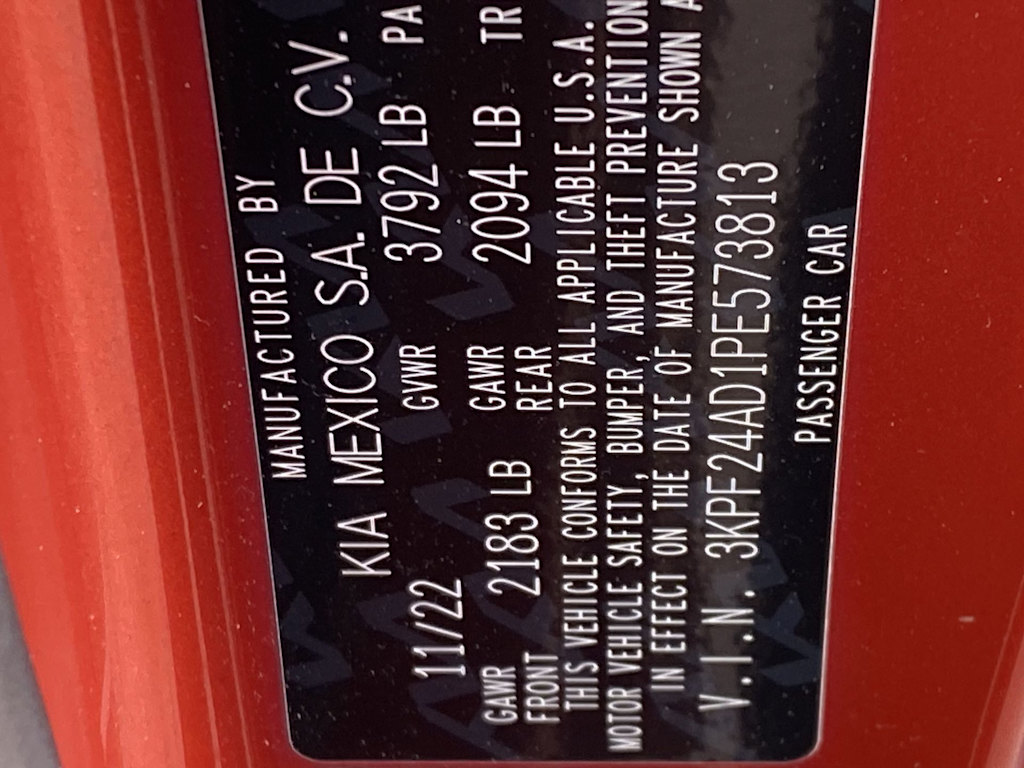 MANUFACTURED BY
KIA MEXICO S.A. DE C.V.
11/22 GVWR 3792 LB PA
GAWR FRONT 2183 LB GAWR REAR 2094 LB TR
THIS VEHICLE CONFORMS TO ALL APPLICABLE U.S.A.
MOTOR VEHICLE SAFETY, BUMPER, AND THEFT PREVENTION
IN EFFECT ON THE DATE OF MANUFACTURE SHOWN A
V.I.N. 3KPF24AD1PE573813
PASSENGER CAR